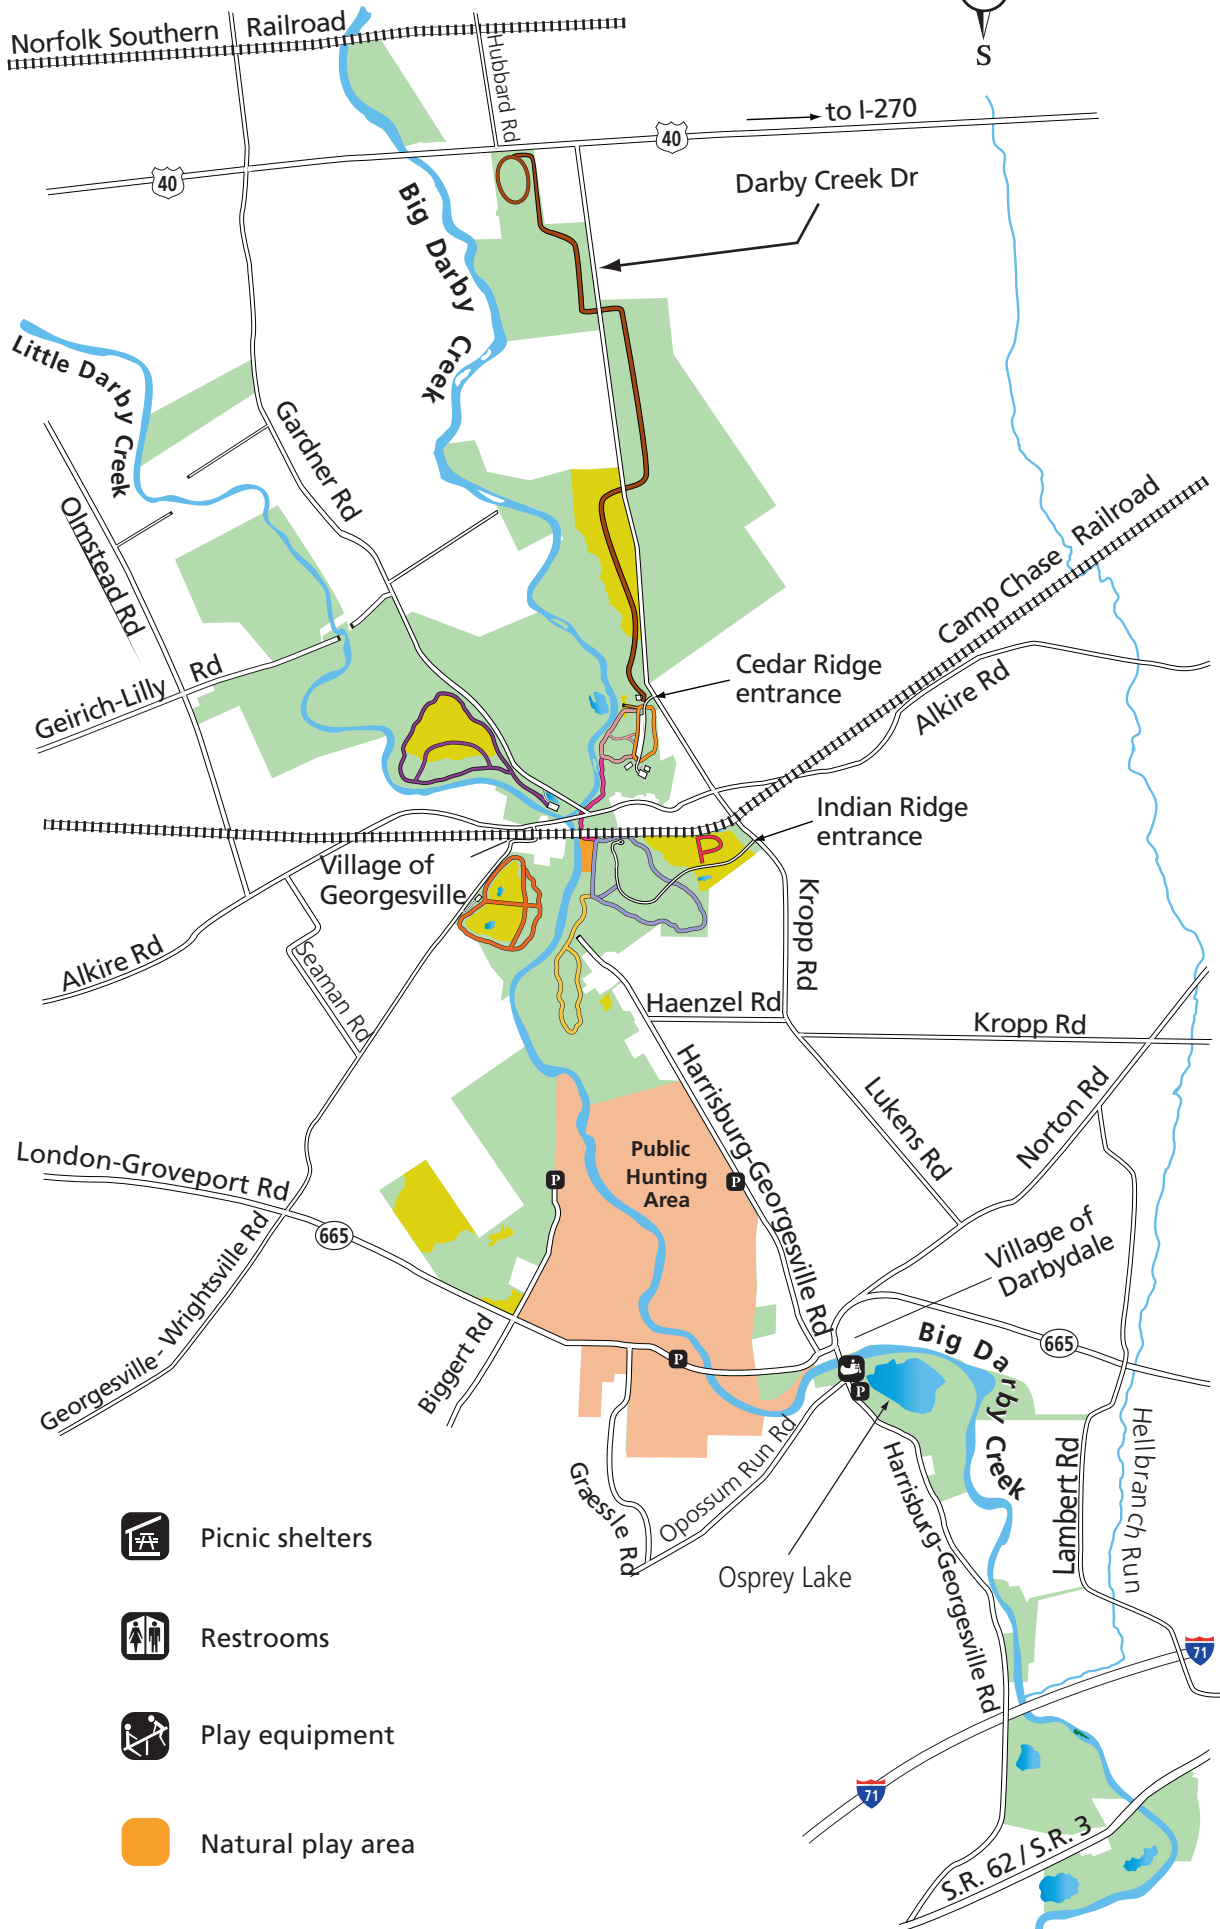 Norfolk Southern Railroad
Hubbard Rd
S
to I-270
40
40
Darby Creek Dr
Big Darby Creek
Little Darby Creek
Gardner Rd
Olmstead Rd
Camp Chase Railroad
Geirich-Lilly Rd
Cedar Ridge
entrance
Alkire Rd
Indian Ridge
entrance
P
Village of
Georgesville
Kropp Rd
Alkire Rd
Seaman Rd
Haenzel Rd
Kropp Rd
Harrisburg-Georgesville Rd
Lukens Rd
Norton Rd
London-Groveport Rd
665
Public
Hunting
Area
P
P
Georgesville-Wrightsville Rd
Village of
Darbydale
Biggert Rd
P
Big Darby Creek
665
P
Graessle Rd
Opossum Run Rd
Harrisburg-Georgesville Rd
Lambert Rd
Hellbranch Run
Osprey Lake
Picnic shelters
Restrooms
Play equipment
Natural play area
71
71
S.R. 62 / S.R. 3